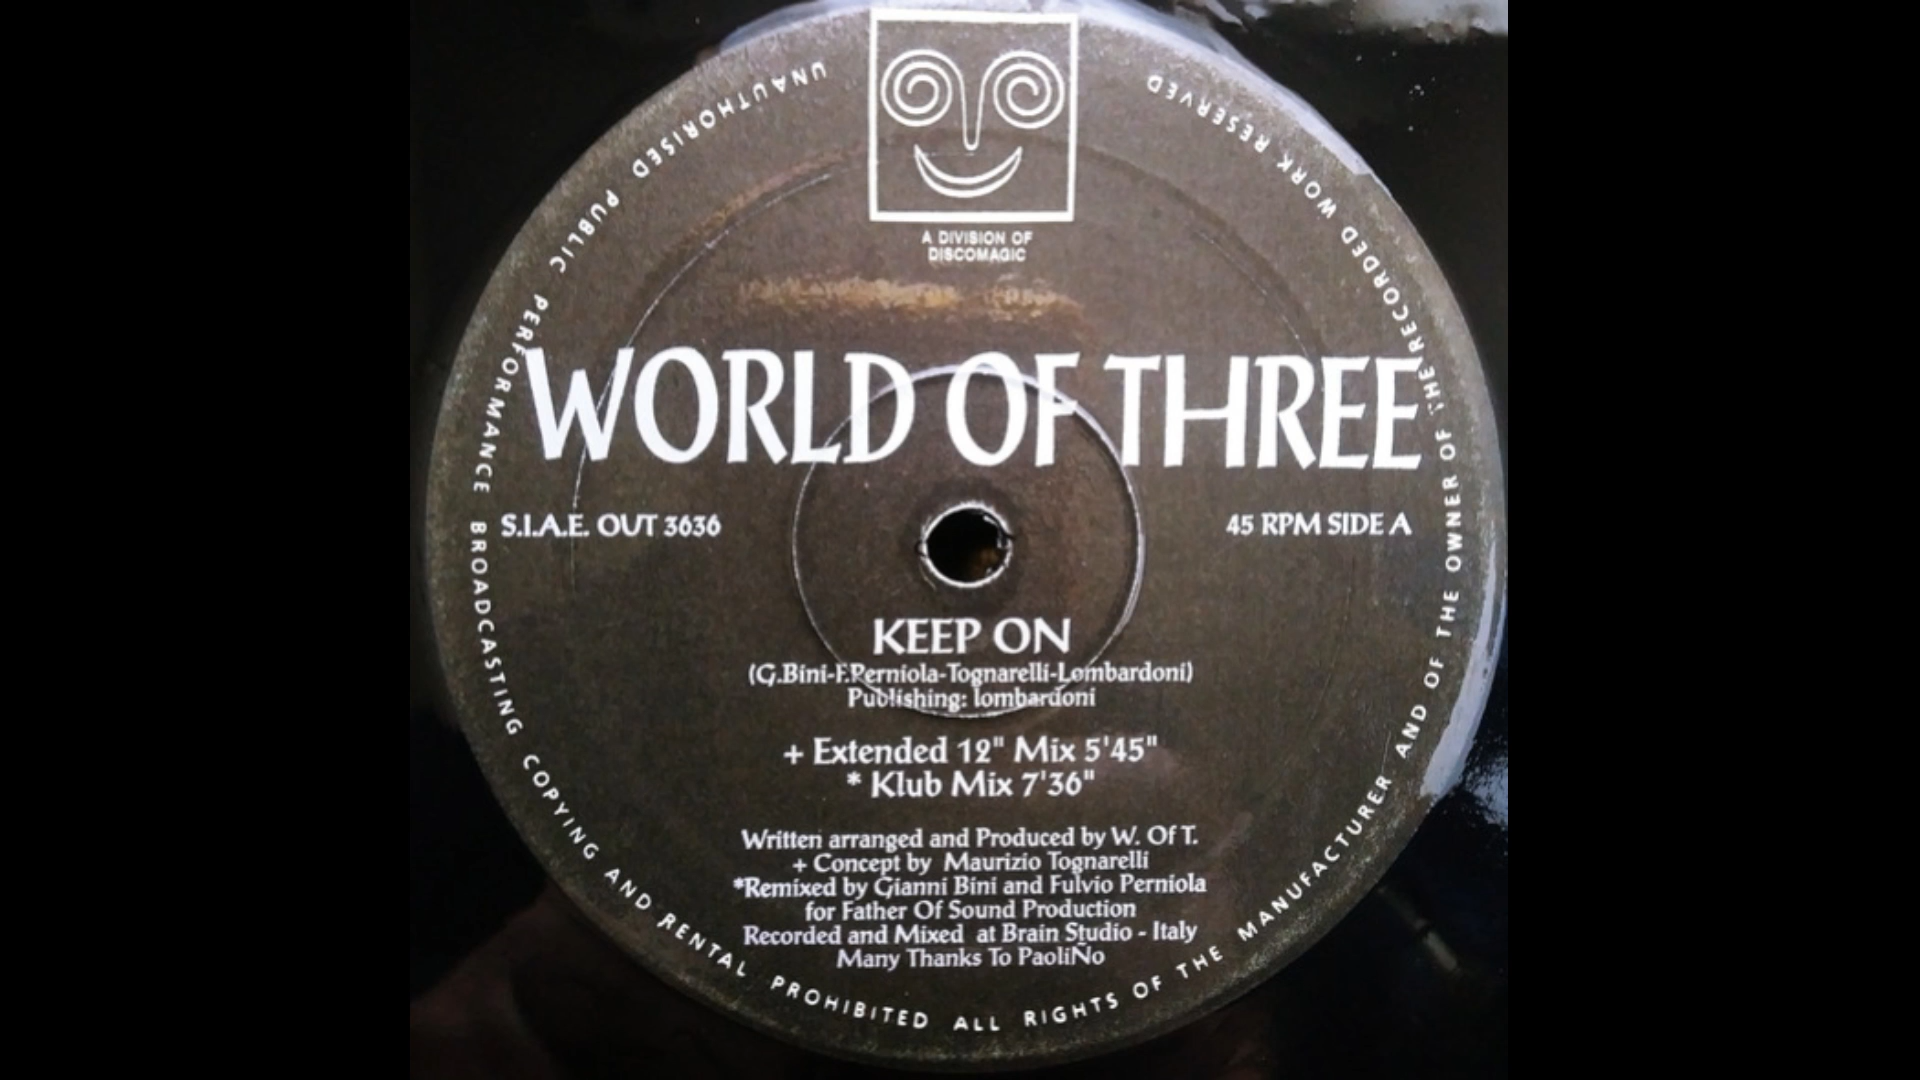 A DIVISION OF
DISCOMAGIC
WORLD OF THREE
S.I.A.E. OUT 3636
45 RPM SIDE A
KEEP ON
(G.Bini-F.Perniola-Tognarelli-Lombardoni)
Publishing: lombardoni
+ Extended 12" Mix 5'45"
* Klub Mix 7'36"
Written arranged and Produced by W. Of T.
+ Concept by Maurizio Tognarelli
*Remixed by Gianni Bini and Fulvio Perniola
for Father Of Sound Production
Recorded and Mixed at Brain Studio - Italy
Many Thanks To PaoliÑo
UNAUTHORISED PUBLIC PERFORMANCE BROADCASTING COPYING AND RENTAL PROHIBITED ALL RIGHTS OF THE MANUFACTURER AND OF THE OWNER OF THE RECORDED WORK RESERVED